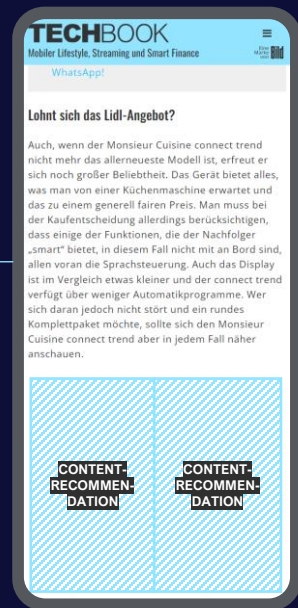 TECHBOOK
Mobiler Lifestyle, Streaming und Smart Finance
Eine Marke von Bild
WhatsApp!
Lohnt sich das Lidl-Angebot?
Auch, wenn der Monsieur Cuisine connect trend
nicht mehr das allerneueste Modell ist, erfreut er
sich noch großer Beliebtheit. Das Gerät bietet alles,
was man von einer Küchenmaschine erwartet und
das zu einem generell fairen Preis. Man muss bei
der Kaufentscheidung allerdings berücksichtigen,
dass einige der Funktionen, die der Nachfolger
„smart“ bietet, in diesem Fall nicht mit an Bord sind,
allen voran die Sprachsteuerung. Auch das Display
ist im Vergleich etwas kleiner und der connect trend
verfügt über weniger Automatikprogramme. Wer
sich daran jedoch nicht stört und ein rundes
Komplettpaket möchte, sollte sich den Monsieur
Cuisine connect trend aber in jedem Fall näher
anschauen.
CONTENT-
RECOMMEN-
DATION
CONTENT-
RECOMMEN-
DATION